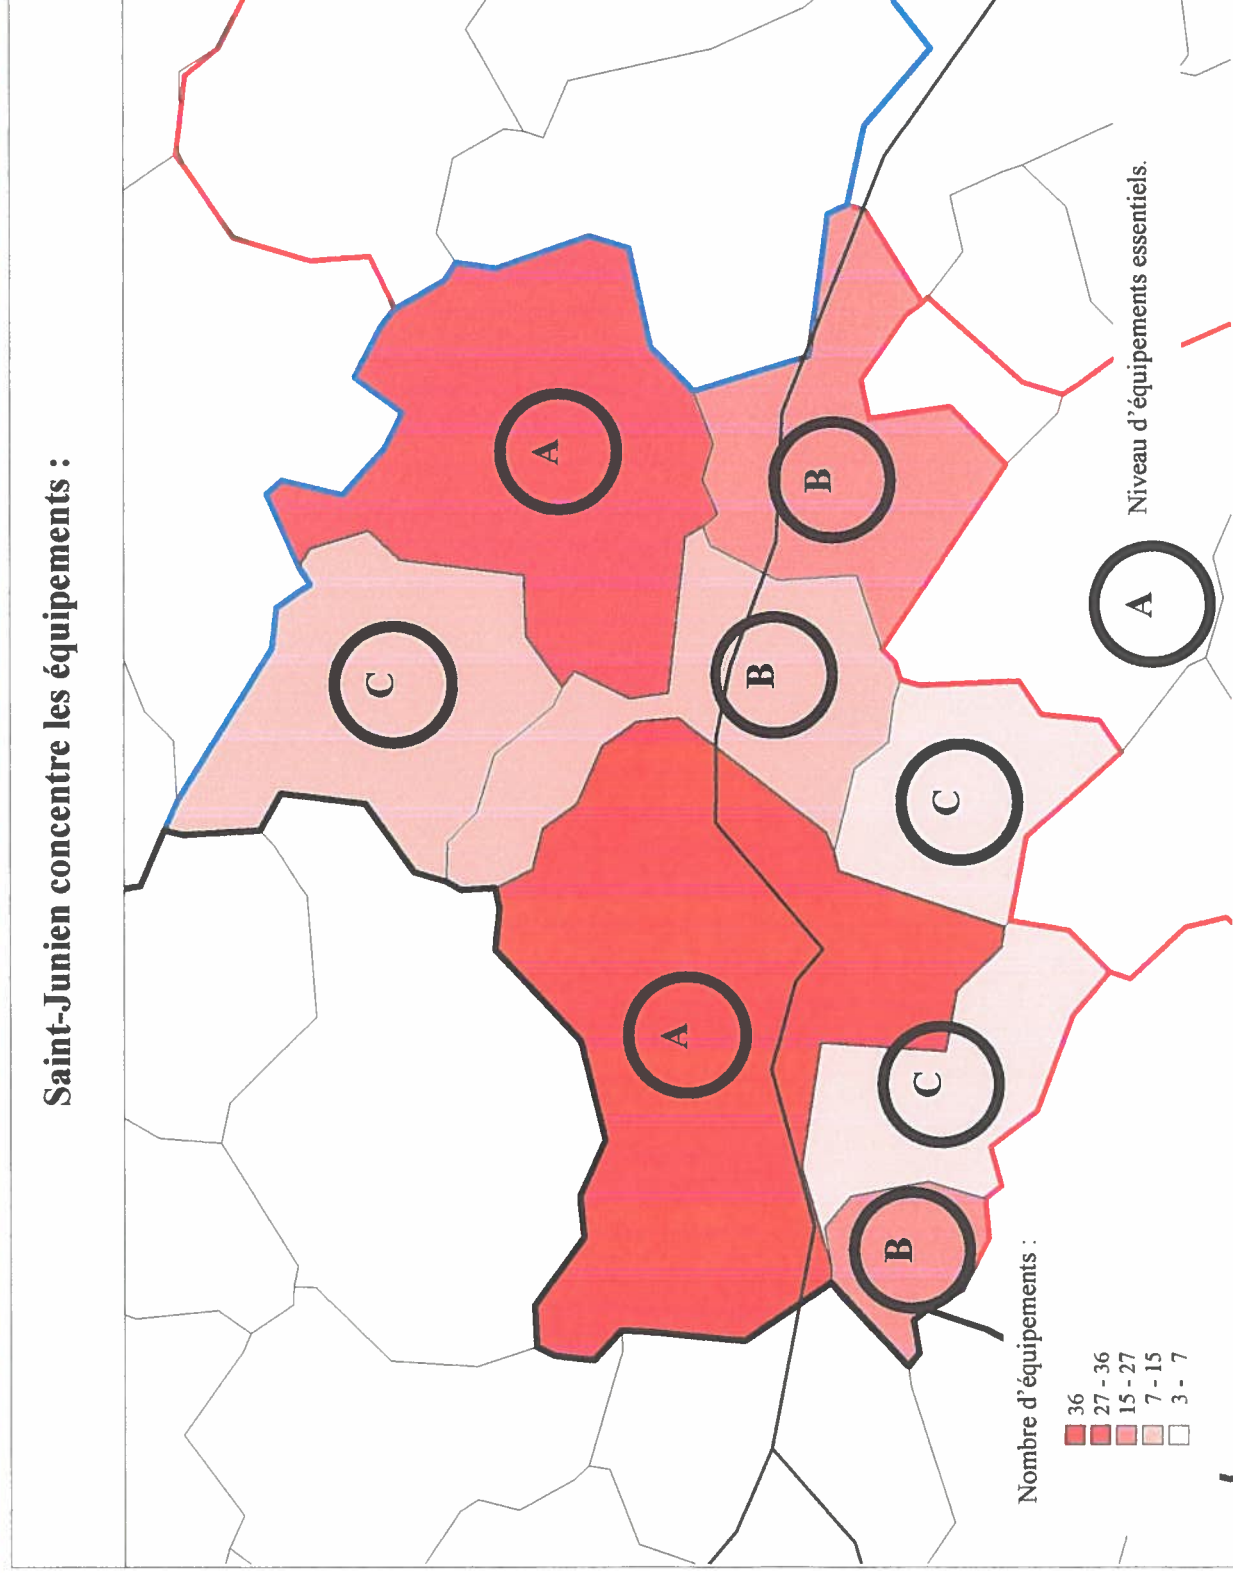 Saint-Junien concentre les équipements :
C
A
A
B
B
C
C
B
Nombre d'équipements :
36
27 - 36
15 - 27
7 - 15
3 - 7
A
Niveau d'équipements essentiels.